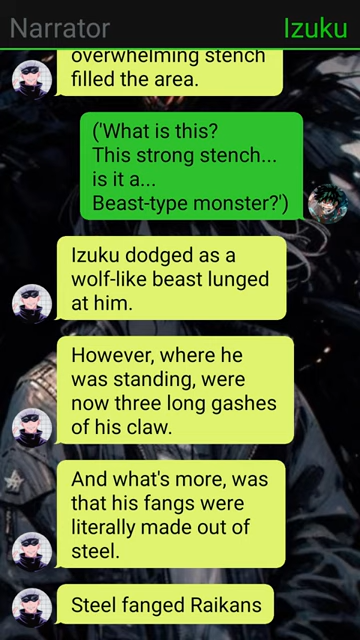 Narrator
Izuku
overwhelming stench
filled the area.
('What is this?
This strong stench...
is it a...
Beast-type monster?')
Izuku dodged as a
wolf-like beast lunged
at him.
However, where he
was standing, were
now three long gashes
of his claw.
And what's more, was
that his fangs were
literally made out of
steel.
Steel fanged Raikans